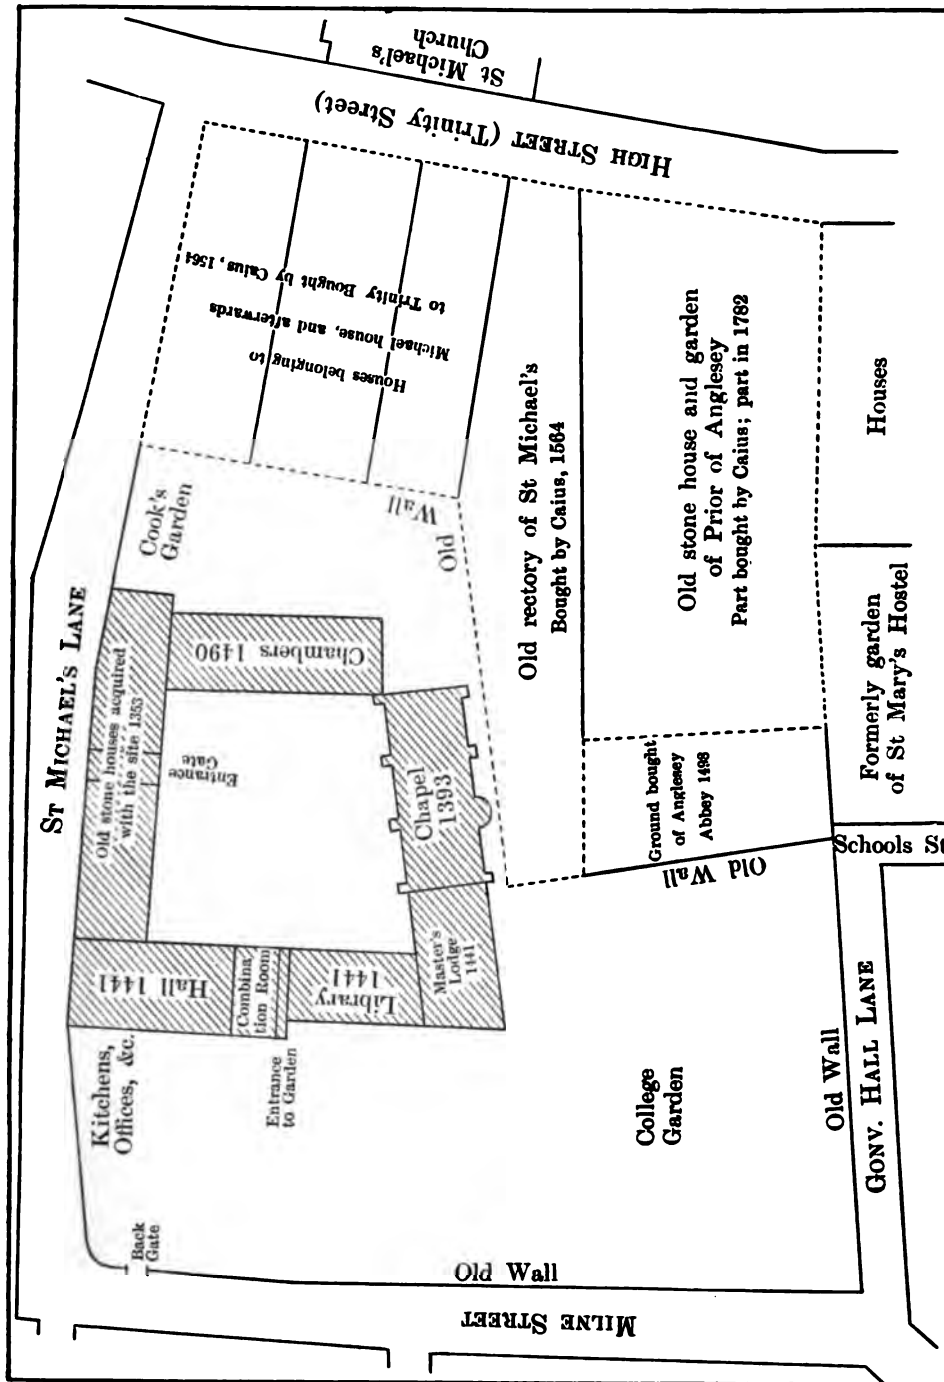 St Michael's
Church
HIGH STREET (Trinity Street)
Houses belonging to
Michael house, and afterwards
to Trinity Bought by Caius, 1564
Old rectory of St Michael's
Bought by Caius, 1564
Old stone house and garden
of Prior of Anglesey
Part bought by Caius; part in 1782
Houses
Cook's
Garden
Old Wall
ST MICHAEL'S LANE
Old stone houses acquired
with the site 1353
Chambers 1490
Entrance
Gate
Chapel
1393
Ground bought
of Anglesey
Abbey 1498
Old Wall
Formerly garden
of St Mary's Hostel
Schools St
Hall 1441
Combina
tion Room
Library
1441
Master's
Lodge
1441
Kitchens,
Offices, &c.
Entrance
to Garden
College
Garden
Old Wall
GONV. HALL LANE
Back
Gate
Old Wall
MILNE STREET